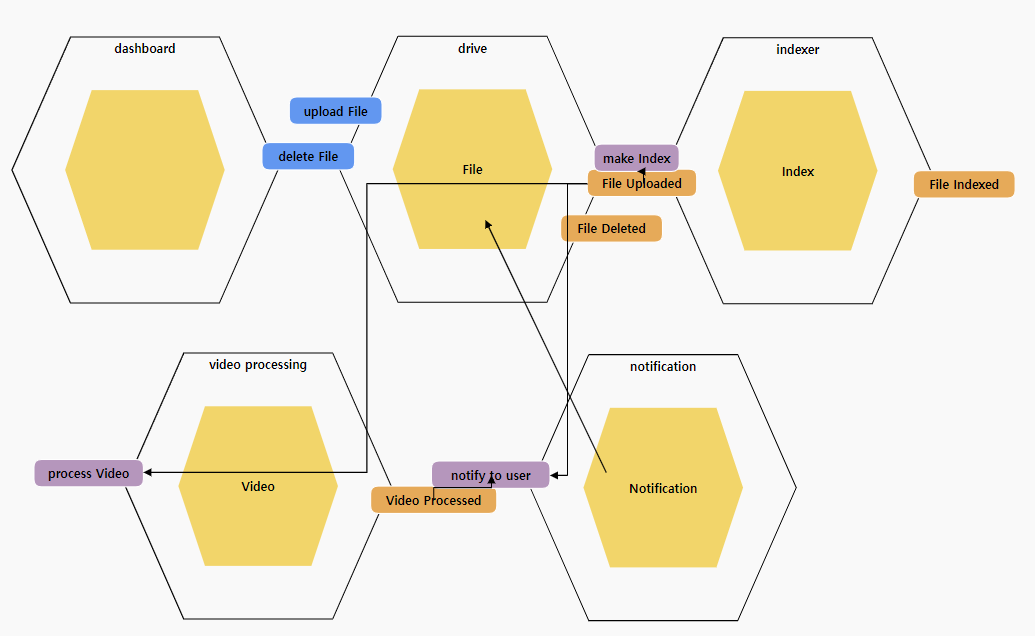 dashboard
drive
indexer
upload File
delete File
File
make Index
File Uploaded
Index
File Indexed
File Deleted
video processing
notification
process Video
Video
notify to user
Video Processed
Notification